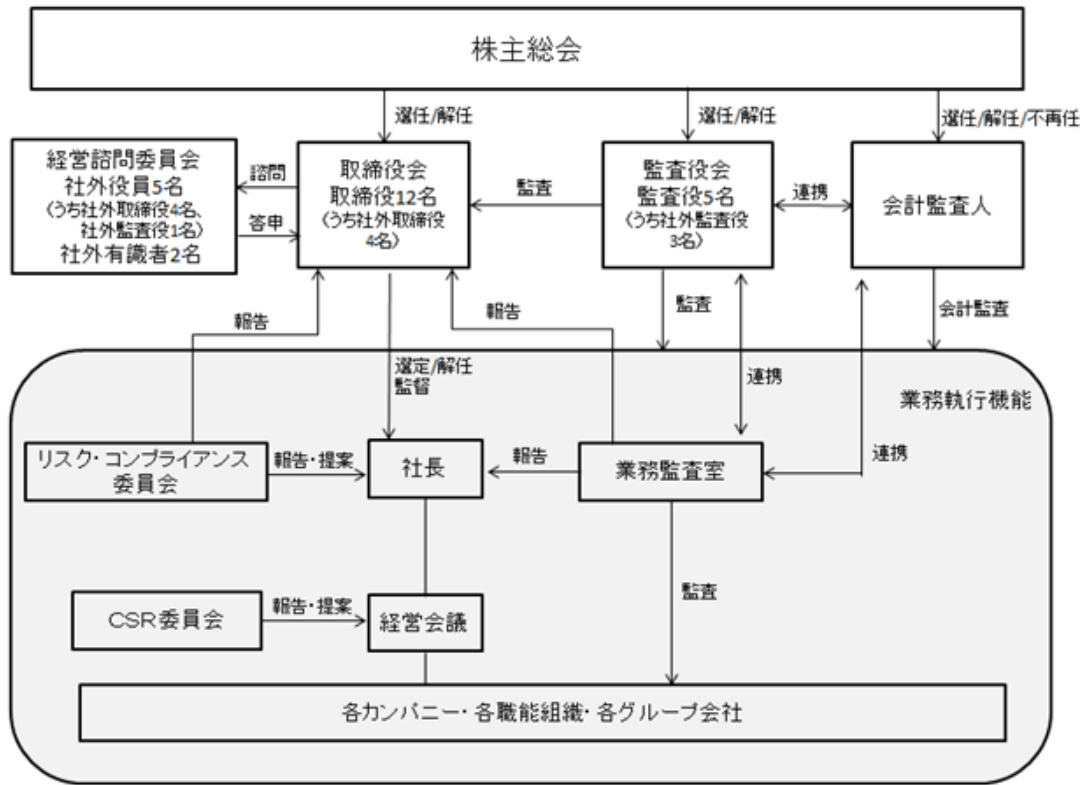 株主総会
選任/解任
選任/解任
選任/解任/不再任
経営諮問委員会
社外役員5名
(うち社外取締役4名、
社外監査役1名)
社外有識者2名
諮問
答申
取締役会
取締役12名
(うち社外取締役
4名)
監査
監査役会
監査役5名
(うち社外監査役
3名)
連携
会計監査人
報告
報告
監査
会計監査
選定/解任
監督
連携
業務執行機能
連携
リスク・コンプライアンス
委員会
報告・提案
社長
報告
業務監査室
監査
CSR委員会
報告・提案
経営会議
各カンパニー・各職能組織・各グループ会社